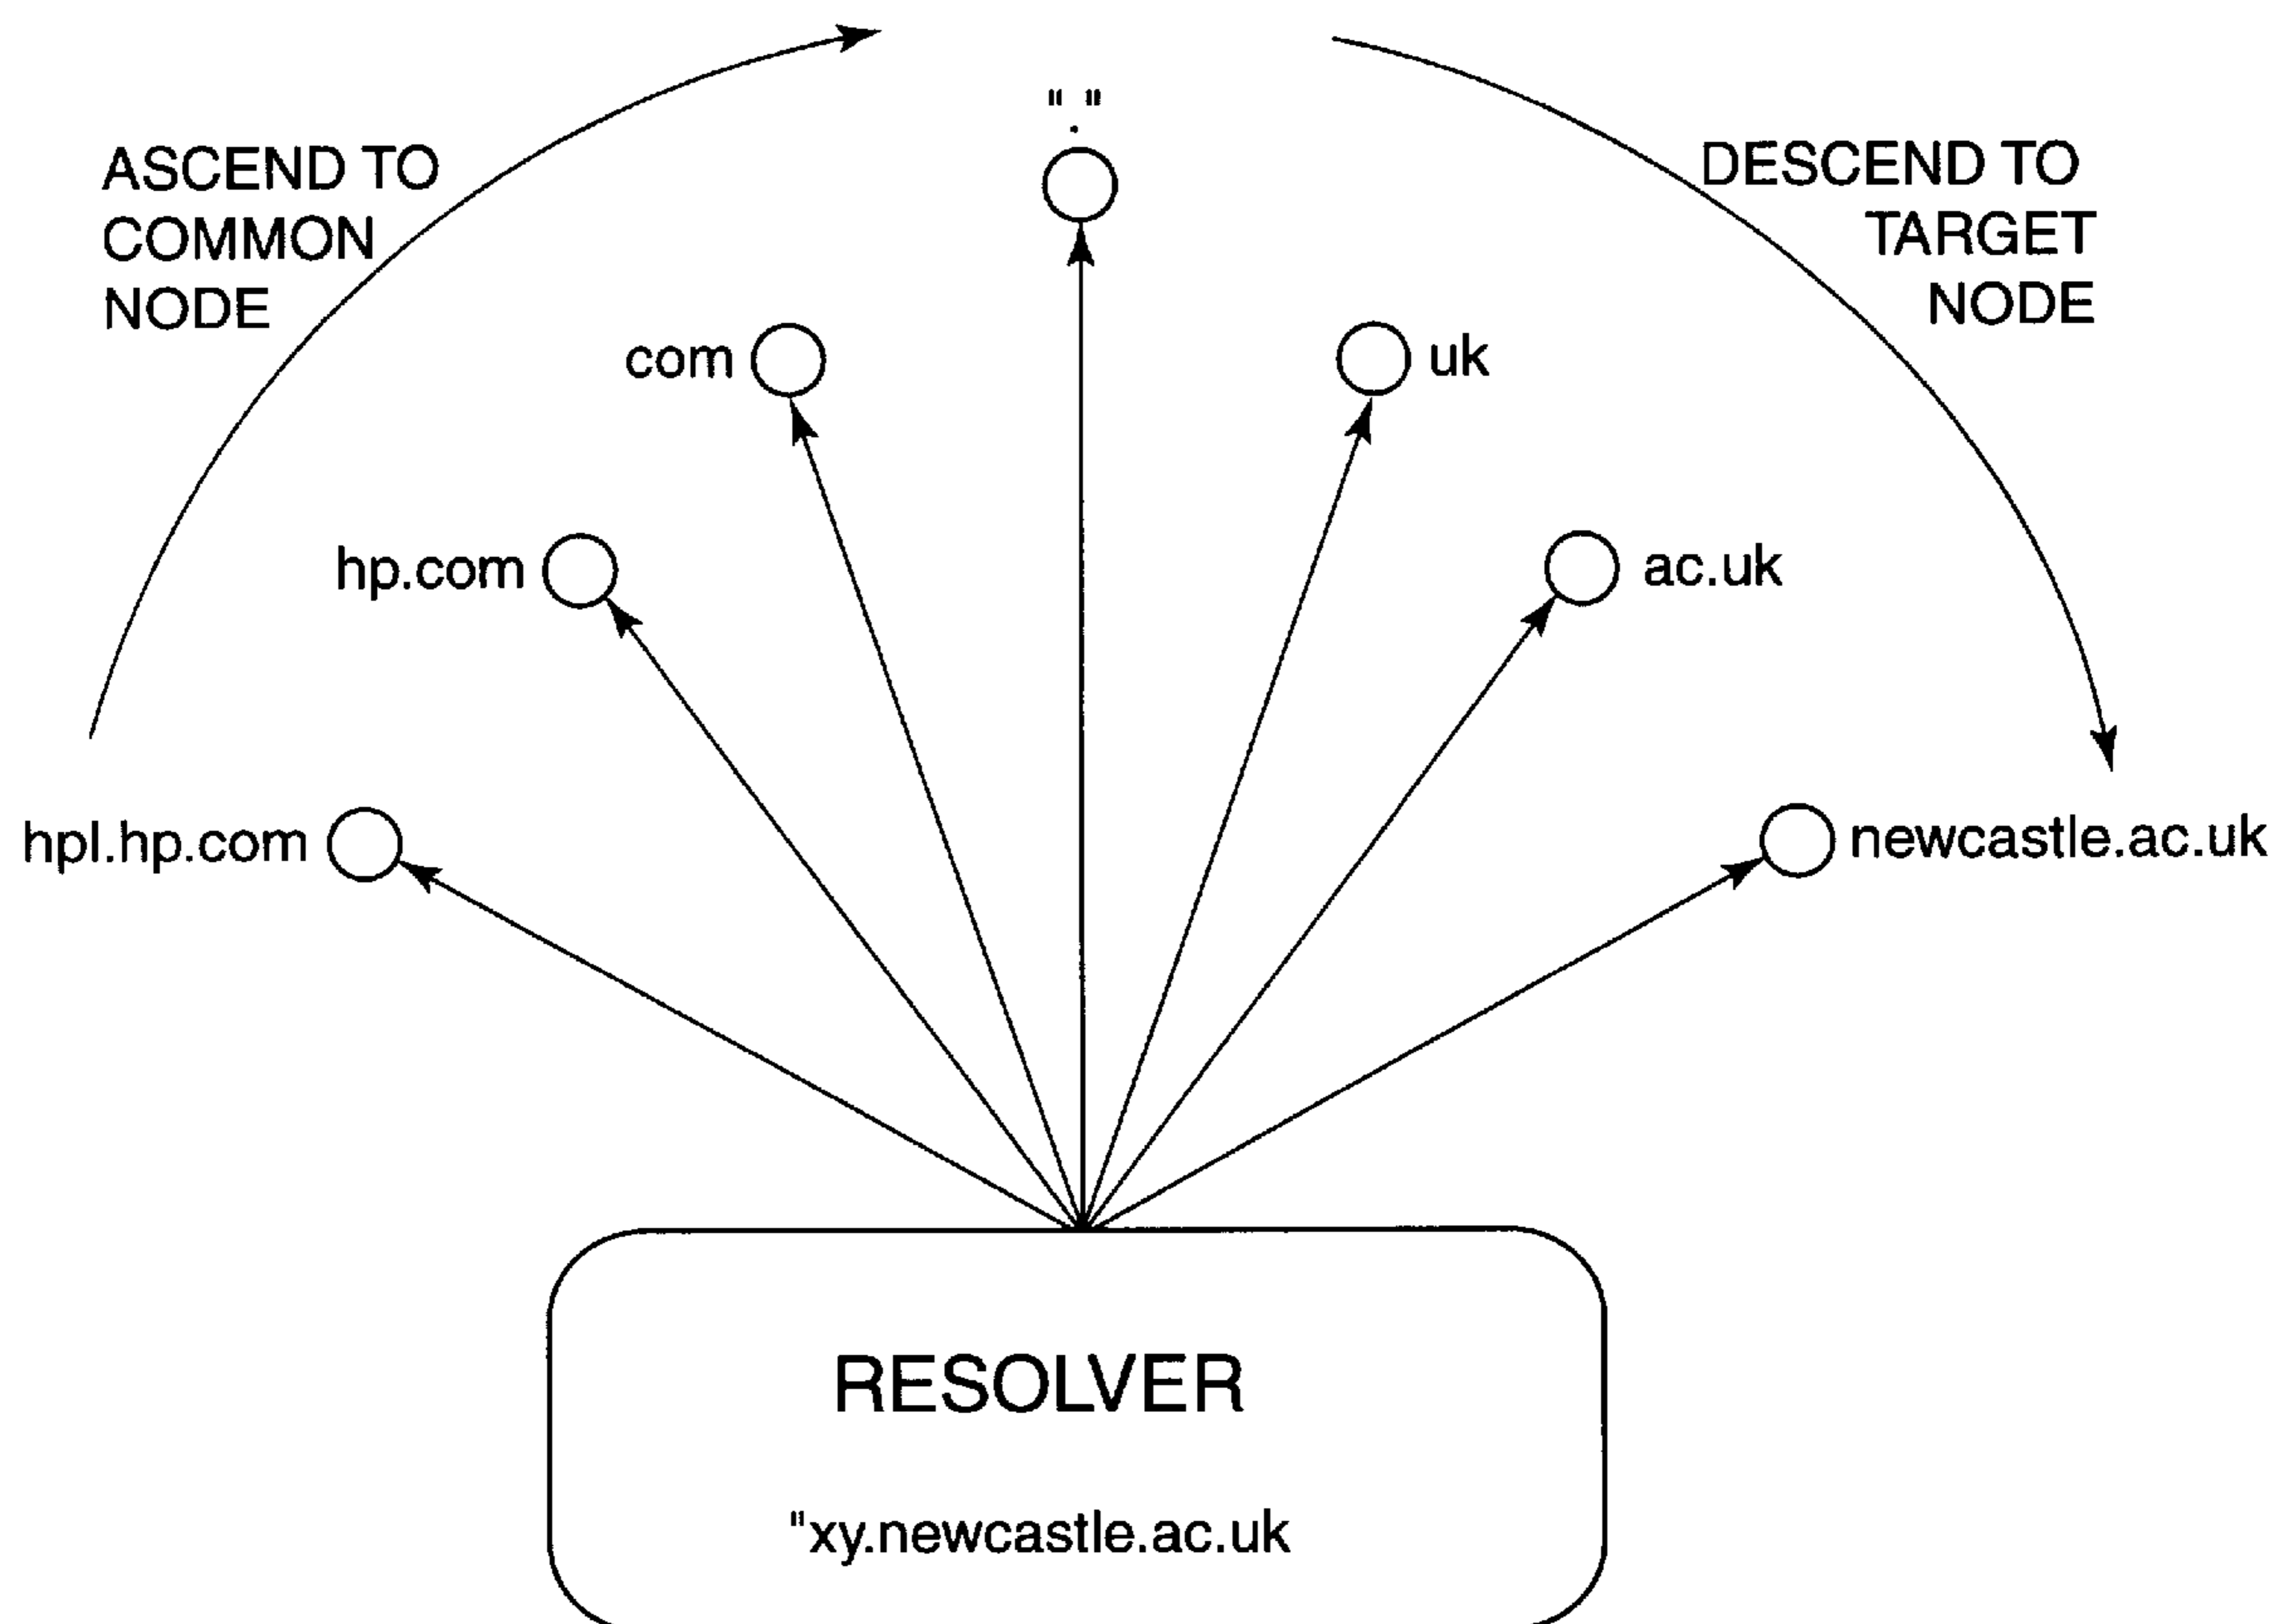 "."
ASCEND TO
COMMON
NODE
DESCEND TO
TARGET
NODE
com
uk
hp.com
ac.uk
hpl.hp.com
newcastle.ac.uk
RESOLVER
"xy.newcastle.ac.uk